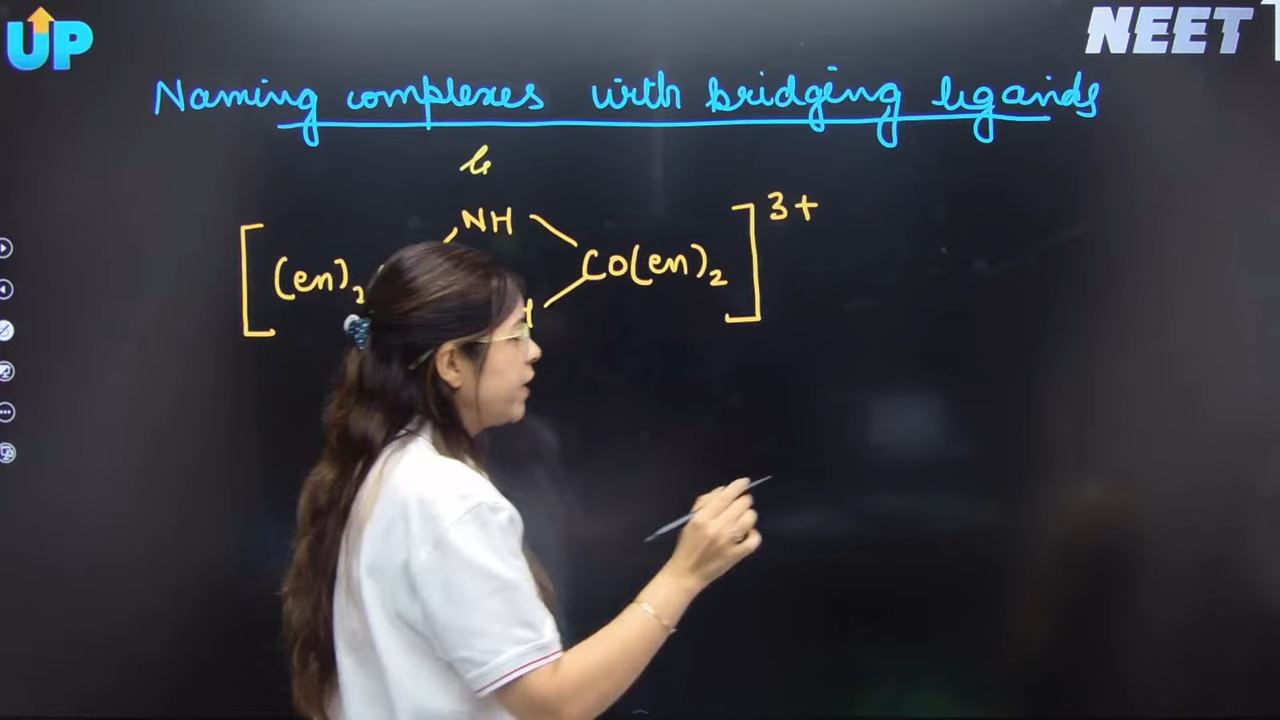 UP
NEET
Naming complexes with bridging ligands
NH
[(en)2 Co(en)2]3+